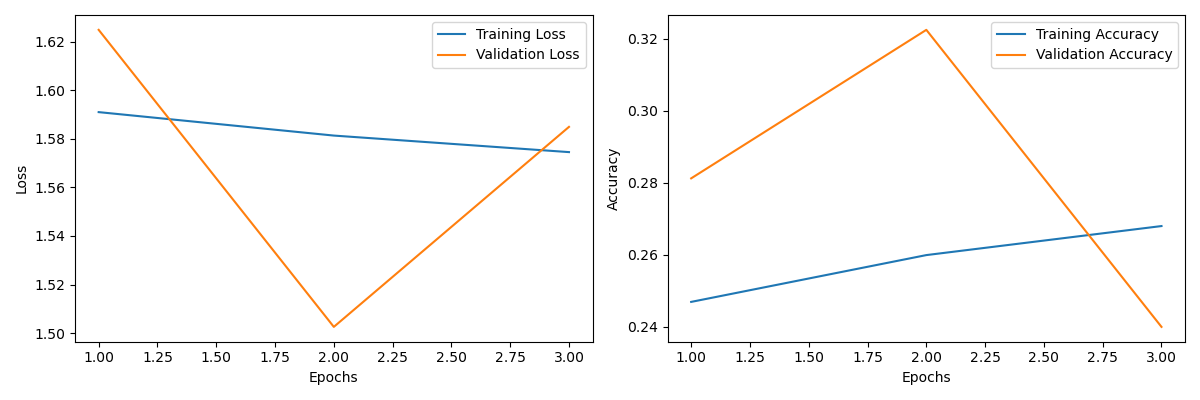 Training Loss
Validation Loss
1.62
1.60
1.58
1.56
1.54
1.52
1.50
Loss
1.00 1.25 1.50 1.75 2.00 2.25 2.50 2.75 3.00
Epochs
Training Accuracy
Validation Accuracy
0.32
0.30
0.28
0.26
0.24
Accuracy
1.00 1.25 1.50 1.75 2.00 2.25 2.50 2.75 3.00
Epochs